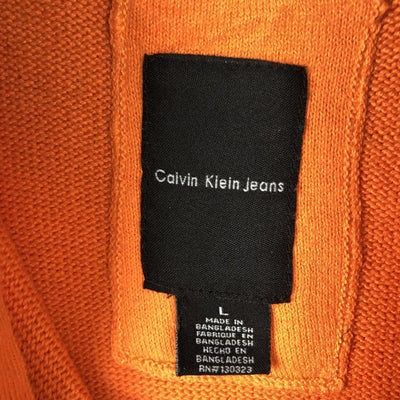 Calvin Klein Jeans
L
MADE IN
BANGLADESH
FABRIQUE EN
BANGLADESH
HECHO EN
BANGLADESH
RN#130323